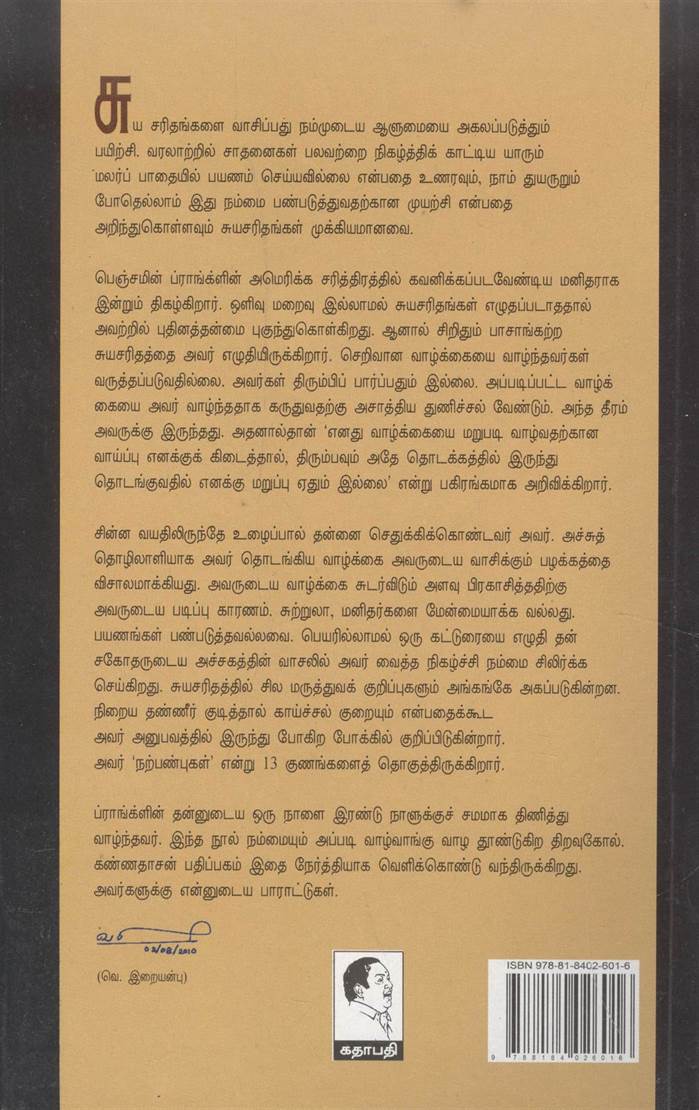 சுய சரிதங்களை வாசிப்பது நம்முடைய ஆளுமையை அகலப்படுத்தும்
பயிற்சி. வரலாற்றில் சாதனைகள் பலவற்றை நிகழ்த்திக் காட்டிய யாரும்
மலர்ப் பாதையில் பயணம் செய்யவில்லை என்பதை உணரவும், நாம் துயருறும்
போதெல்லாம் இது நம்மை பண்படுத்துவதற்கான முயற்சி என்பதை
அறிந்துகொள்ளவும் சுயசரிதங்கள் முக்கியமானவை.
பெஞ்சமின் ப்ராங்க்ளின் அமெரிக்க சரித்திரத்தில் கவனிக்கப்படவேண்டிய மனிதராக
இன்றும் திகழ்கிறார். ஒளிவு மறைவு இல்லாமல் சுயசரிதங்கள் எழுதப்படாததால்
அவற்றில் புதினத்தன்மை புகுந்துகொள்கிறது. ஆனால் சிறிதும் பாசாங்கற்ற
சுயசரிதத்தை அவர் எழுதியிருக்கிறார். செறிவான வாழ்க்கையை வாழ்ந்தவர்கள்
வருத்தப்படுவதில்லை. அவர்கள் திரும்பிப் பார்ப்பதும் இல்லை. அப்படிப்பட்ட வாழ்க்
கையை அவர் வாழ்ந்ததாக கருதுவதற்கு அசாத்திய துணிச்சல் வேண்டும். அந்த தீரம்
அவருக்கு இருந்தது. அதனால்தான் ‘எனது வாழ்க்கையை மறுபடி வாழ்வதற்கான
வாய்ப்பு எனக்குக் கிடைத்தால், திரும்பவும் அதே தொடக்கத்தில் இருந்து
தொடங்குவதில் எனக்கு மறுப்பு ஏதும் இல்லை’ என்று பகிரங்கமாக அறிவிக்கிறார்.
சின்ன வயதிலிருந்தே உழைப்பால் தன்னை செதுக்கிக்கொண்டவர் அவர். அச்சுத்
தொழிலாளியாக அவர் தொடங்கிய வாழ்க்கை அவருடைய வாசிக்கும் பழக்கத்தை
விசாலமாக்கியது. அவருடைய வாழ்க்கை சுடர்விடும் அளவு பிரகாசித்ததிற்கு
அவருடைய படிப்பு காரணம். சுற்றுலா, மனிதர்களை மேன்மையாக்க வல்லது.
பயணங்கள் பண்படுத்தவல்லவை. பெயரில்லாமல் ஒரு கட்டுரையை எழுதி தன்
சகோதருடைய அச்சகத்தின் வாசலில் அவர் வைத்த நிகழ்ச்சி நம்மை சிலிர்க்க
செய்கிறது. சுயசரிதத்தில் சில மருத்துவக் குறிப்புகளும் அங்கங்கே அகப்படுகின்றன.
நிறைய தண்ணீர் குடித்தால் காய்ச்சல் குறையும் என்பதைக்கூட
அவர் அனுபவத்தில் இருந்து போகிற போக்கில் குறிப்பிடுகின்றார்.
அவர் ‘நற்பண்புகள்’ என்று 13 குணங்களைத் தொகுத்திருக்கிறார்.
ப்ராங்க்ளின் தன்னுடைய ஒரு நாளை இரண்டு நாளுக்குச் சமமாக திணித்து
வாழ்ந்தவர். இந்த நூல் நம்மையும் அப்படி வாழ்வாங்கு வாழ தூண்டுகிற திறவுகோல்.
கண்ணதாசன் பதிப்பகம் இதை நேர்த்தியாக வெளிக்கொண்டு வந்திருக்கிறது.
அவர்களுக்கு என்னுடைய பாராட்டுகள்.
02/08/2010
(வெ. இறையன்பு)
கதாபதி
ISBN 978-81-8402-601-6
9 788184 026016